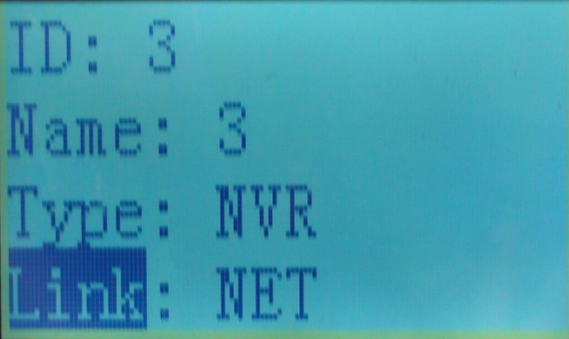 ID: 3
Name: 3
Type: NVR
Link: NET